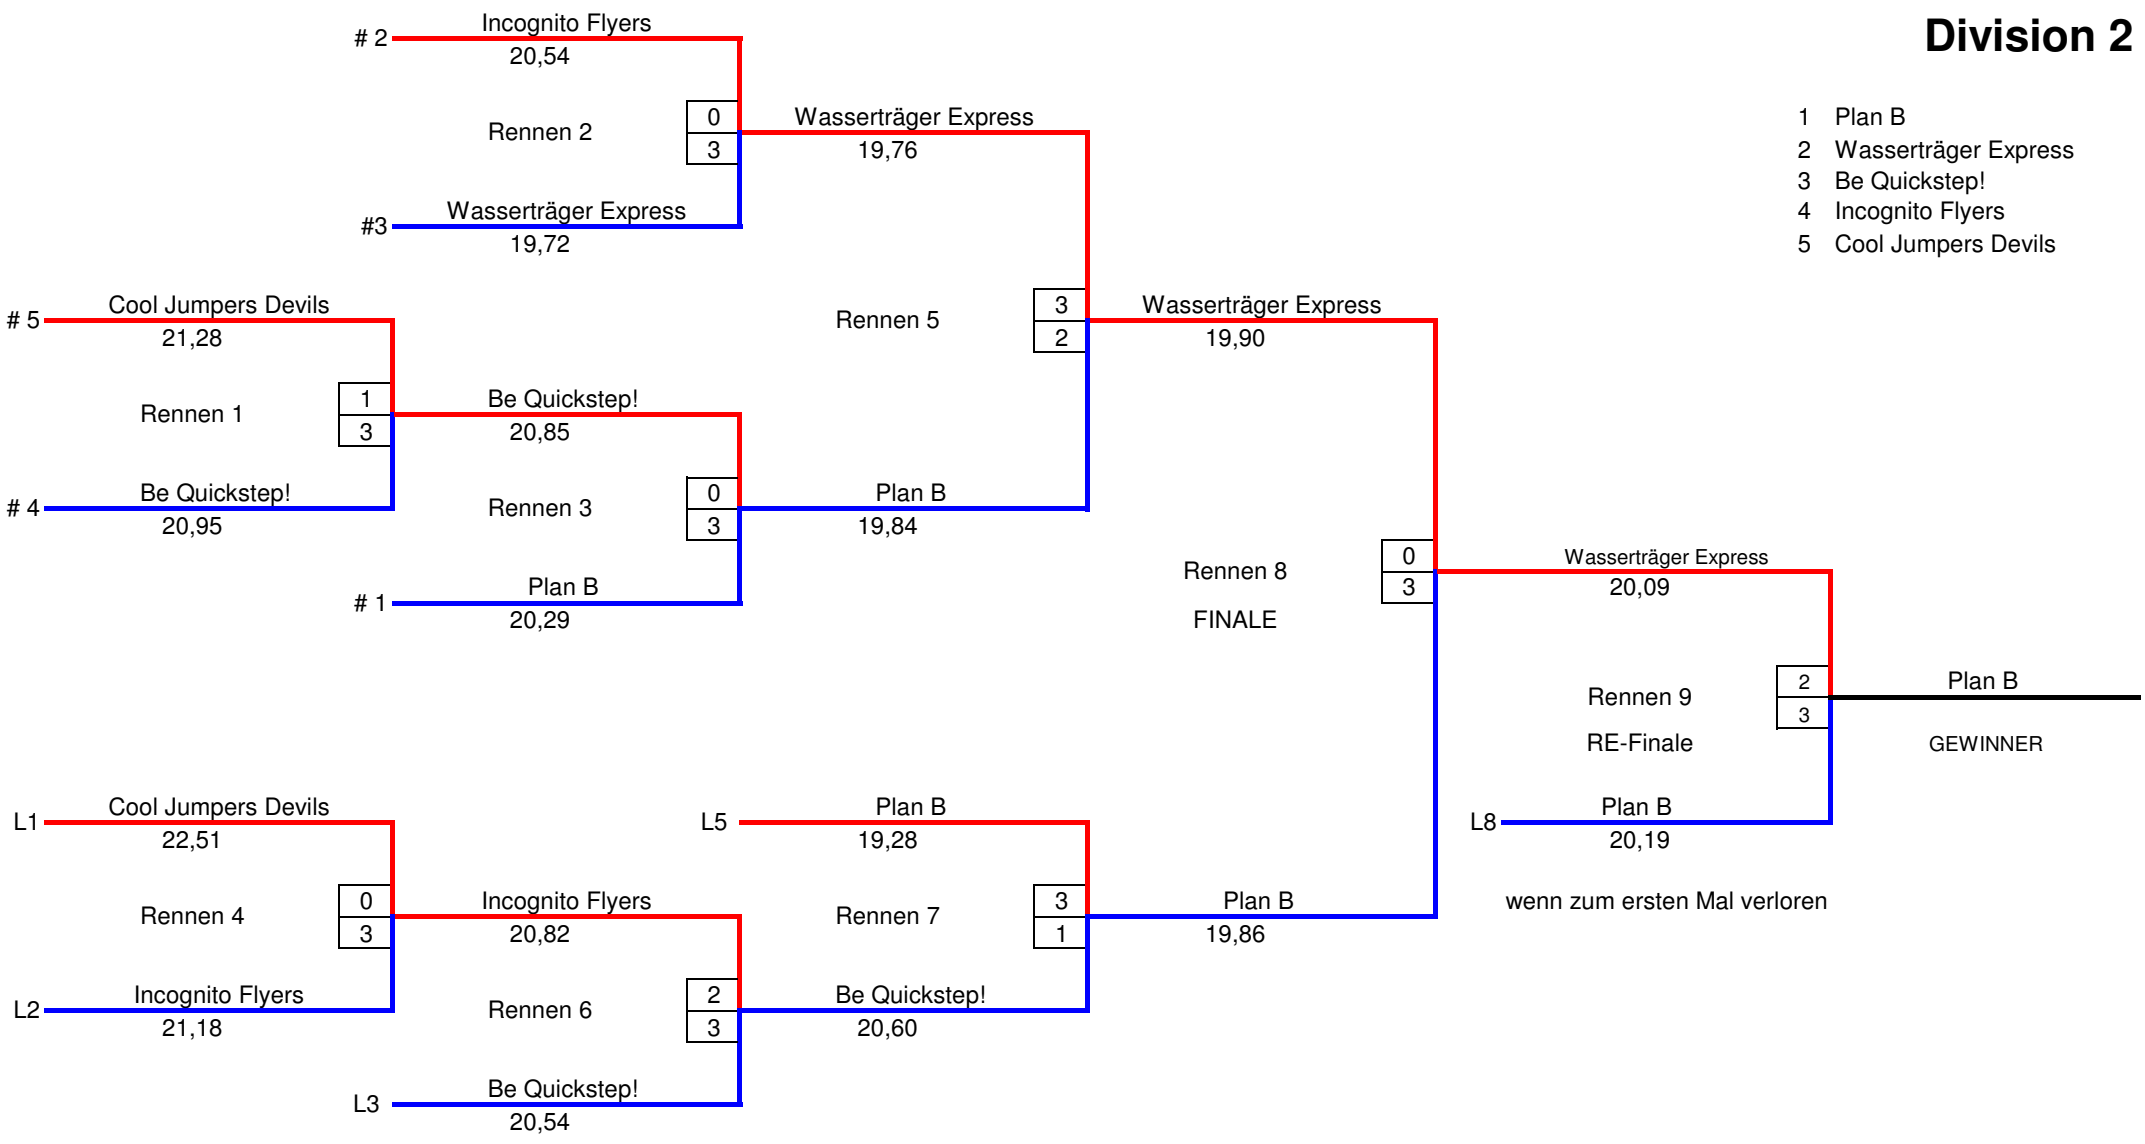 Division 2
Incognito Flyers
# 2
20,54
0
Rennen 2
3
Wasserträger Express
19,76
Wasserträger Express
#3
19,72
1 Plan B
2 Wasserträger Express
3 Be Quickstep!
4 Incognito Flyers
5 Cool Jumpers Devils
Cool Jumpers Devils
# 5
21,28
1
Rennen 1
3
Be Quickstep!
20,85
Be Quickstep!
# 4
20,95
0
Rennen 3
3
Plan B
19,84
Plan B
# 1
20,29
3
Rennen 5
2
Wasserträger Express
19,90
0
Rennen 8
3
FINALE
Wasserträger Express
20,09
2
Rennen 9
3
RE-Finale
Plan B
GEWINNER
Plan B
L8
20,19
wenn zum ersten Mal verloren
Cool Jumpers Devils
L1
22,51
0
Rennen 4
3
Incognito Flyers
20,82
Incognito Flyers
L2
21,18
2
Rennen 6
3
Be Quickstep!
L3
20,54
Plan B
L5
19,28
3
Rennen 7
1
Plan B
19,86
Be Quickstep!
20,60